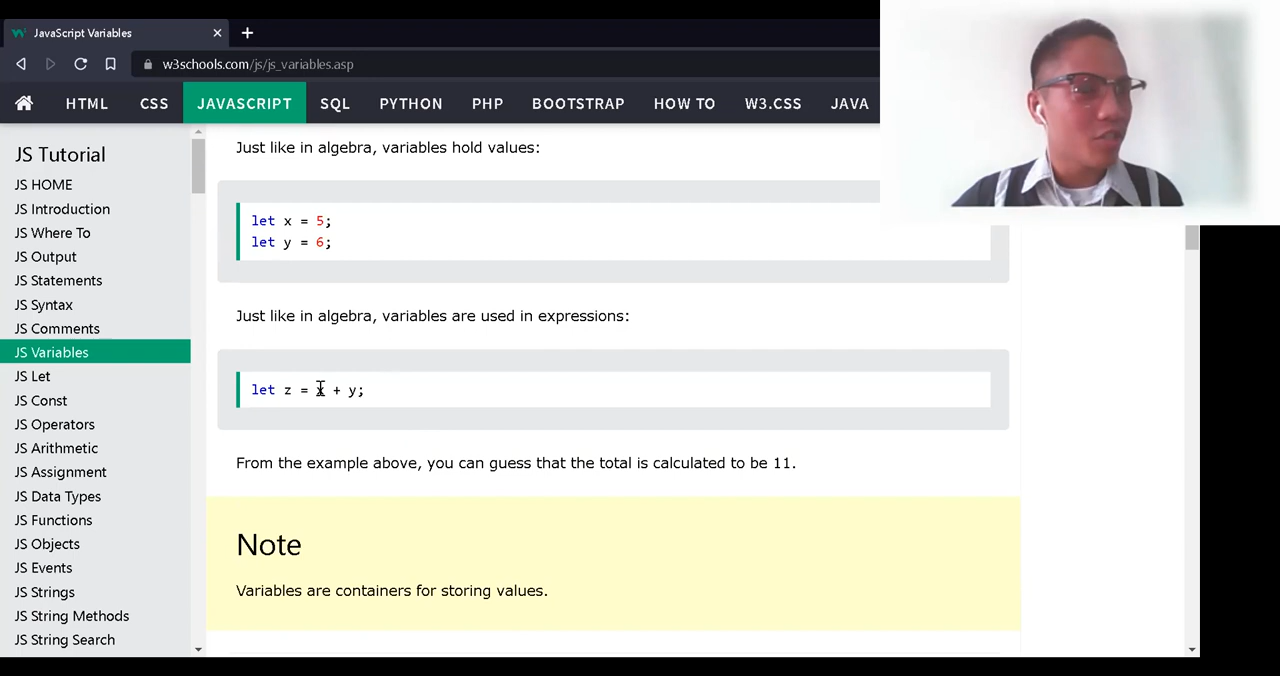 JavaScript Variables
w3schools.com/js/js_variables.asp
HTML CSS JAVASCRIPT SQL PYTHON PHP BOOTSTRAP HOW TO W3.CSS JAVA
JS Tutorial
JS HOME
JS Introduction
JS Where To
JS Output
JS Statements
JS Syntax
JS Comments
JS Variables
JS Let
JS Const
JS Operators
JS Arithmetic
JS Assignment
JS Data Types
JS Functions
JS Objects
JS Events
JS Strings
JS String Methods
JS String Search
Just like in algebra, variables hold values:
let x = 5;
let y = 6;
Just like in algebra, variables are used in expressions:
let z = x + y;
From the example above, you can guess that the total is calculated to be 11.
Note
Variables are containers for storing values.